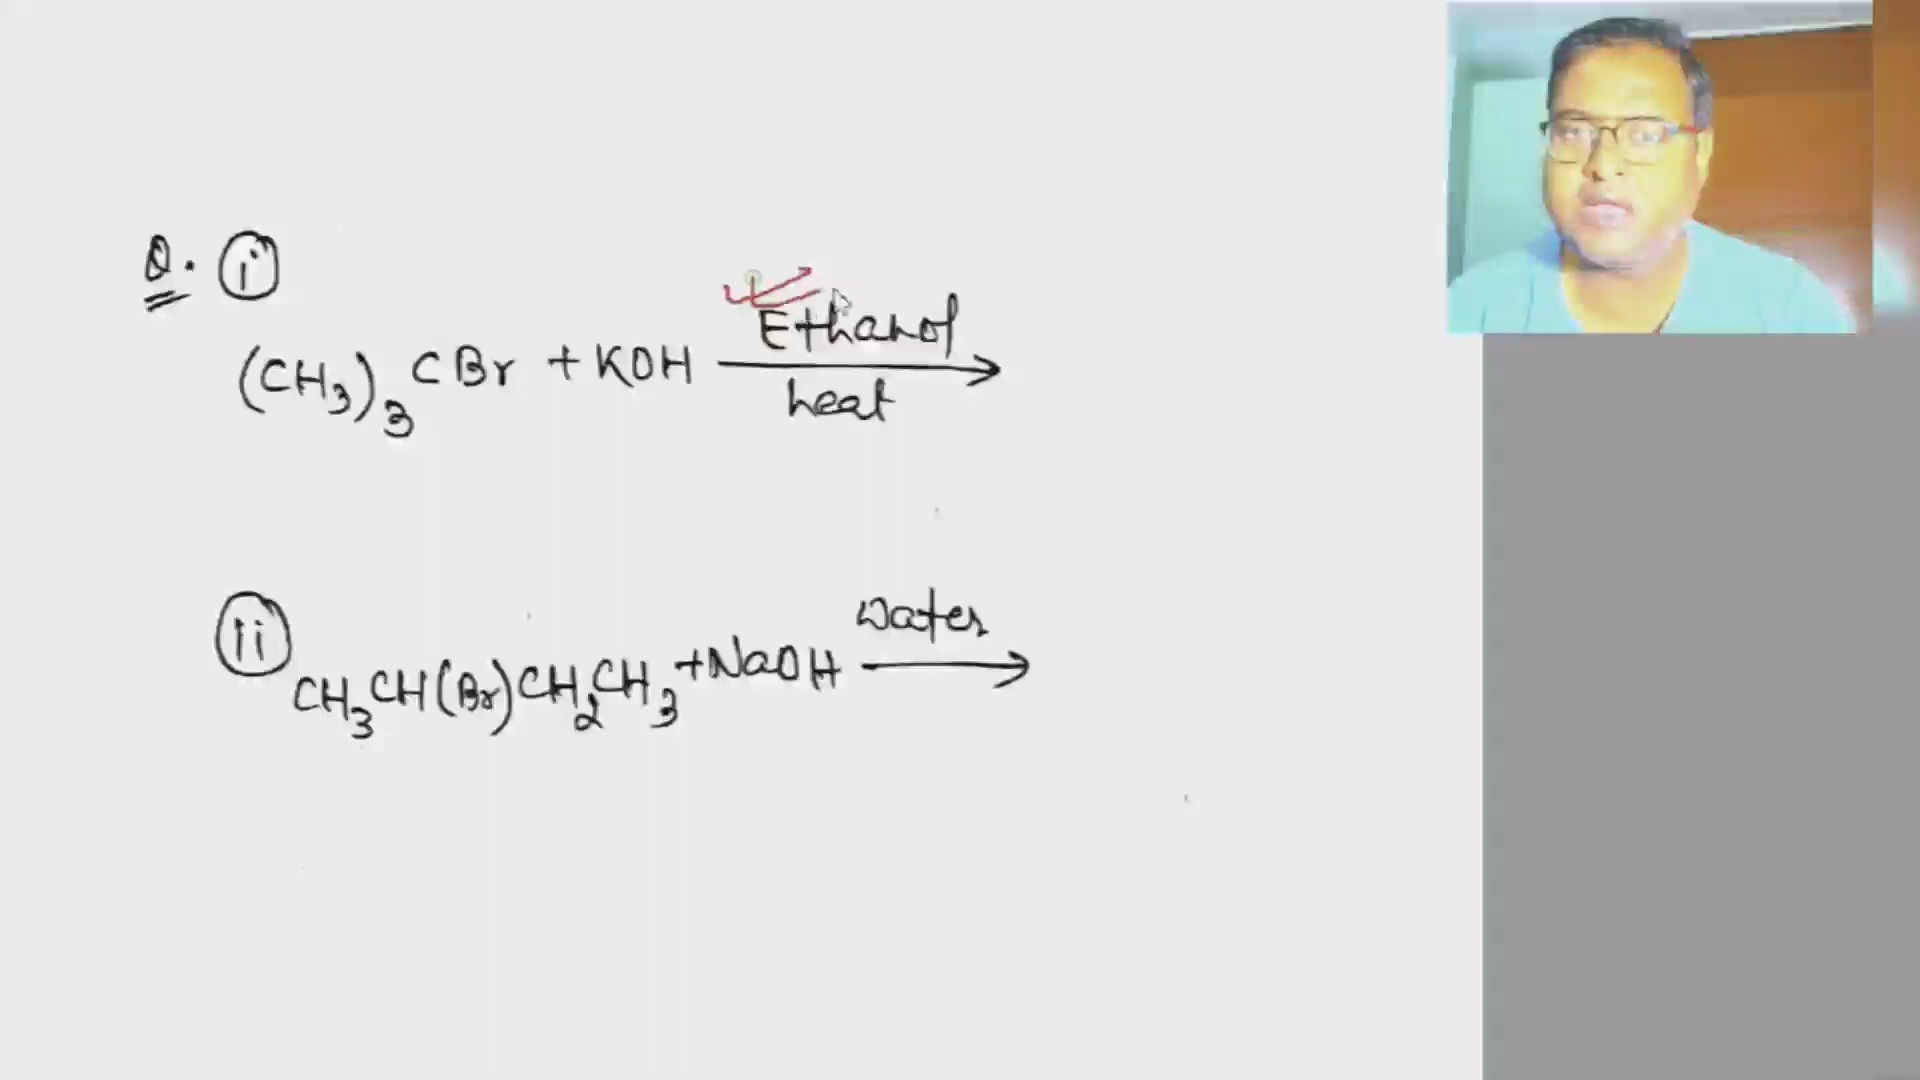 Q. i
(CH₃)₃CBr + KOH Ethanol
heat
ii
water
CH₃CH(Br)CH₂CH₃ + NaOH